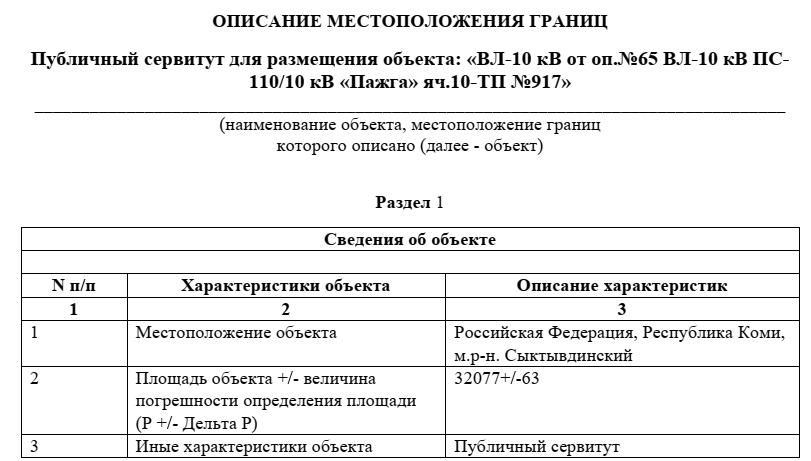 ОПИСАНИЕ МЕСТОПОЛОЖЕНИЯ ГРАНИЦ
Публичный сервитут для размещения объекта: «ВЛ-10 кВ от оп.№65 ВЛ-10 кВ ПС-
110/10 кВ «Пажга» яч.10-ТП №917»
(наименование объекта, местоположение границ
которого описано (далее - объект)
Раздел 1
Сведения об объекте
N п/п Характеристики объекта Описание характеристик
1 2 3
1 Местоположение объекта Российская Федерация, Республика Коми,
м.р-н. Сыктывдинский
2 Площадь объекта +/- величина 32077+/-63
погрешности определения площади
(P +/- Дельта P)
3 Иные характеристики объекта Публичный сервитут